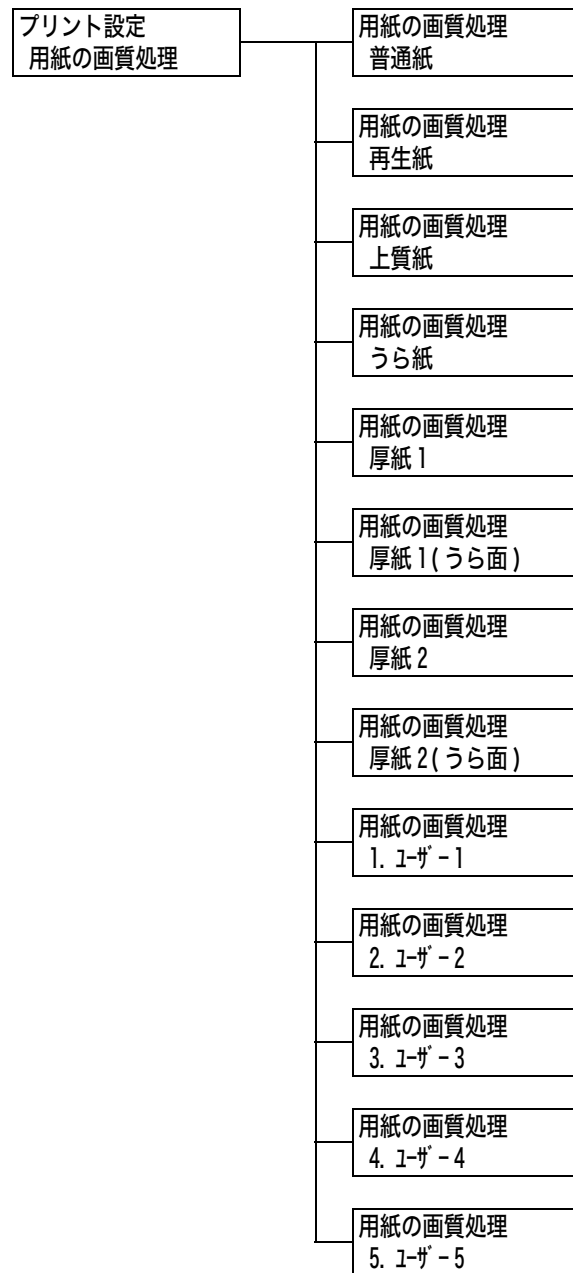 プリント設定
用紙の画質処理
用紙の画質処理
普通紙
用紙の画質処理
再生紙
用紙の画質処理
上質紙
用紙の画質処理
うら紙
用紙の画質処理
厚紙1
用紙の画質処理
厚紙1(うら面)
用紙の画質処理
厚紙2
用紙の画質処理
厚紙2(うら面)
用紙の画質処理
1. ﾕｰｻﾞｰ1
用紙の画質処理
2. ﾕｰｻﾞｰ2
用紙の画質処理
3. ﾕｰｻﾞｰ3
用紙の画質処理
4. ﾕｰｻﾞｰ4
用紙の画質処理
5. ﾕｰｻﾞｰ5